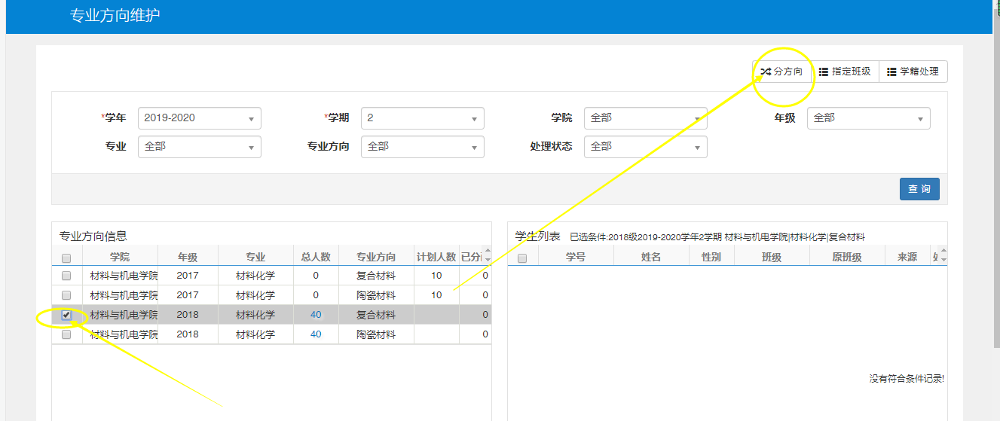 专业方向维护
分方向 指定班级 学籍处理
*学年 2019-2020 *学期 2 学院 全部 年级 全部
专业 全部 专业方向 全部 处理状态 全部
查 询
专业方向信息
学院 年级 专业 总人数 专业方向 计划人数 已分
材料与机电学院 2017 材料化学 0 复合材料 10 0
材料与机电学院 2017 材料化学 0 陶瓷材料 10 0
材料与机电学院 2018 材料化学 40 复合材料 0
材料与机电学院 2018 材料化学 40 陶瓷材料 0
学生列表 已选条件:2018级2019-2020学年2学期 材料与机电学院|材料化学|复合材料
学号 姓名 性别 班级 原班级 来源
没有符合条件记录!